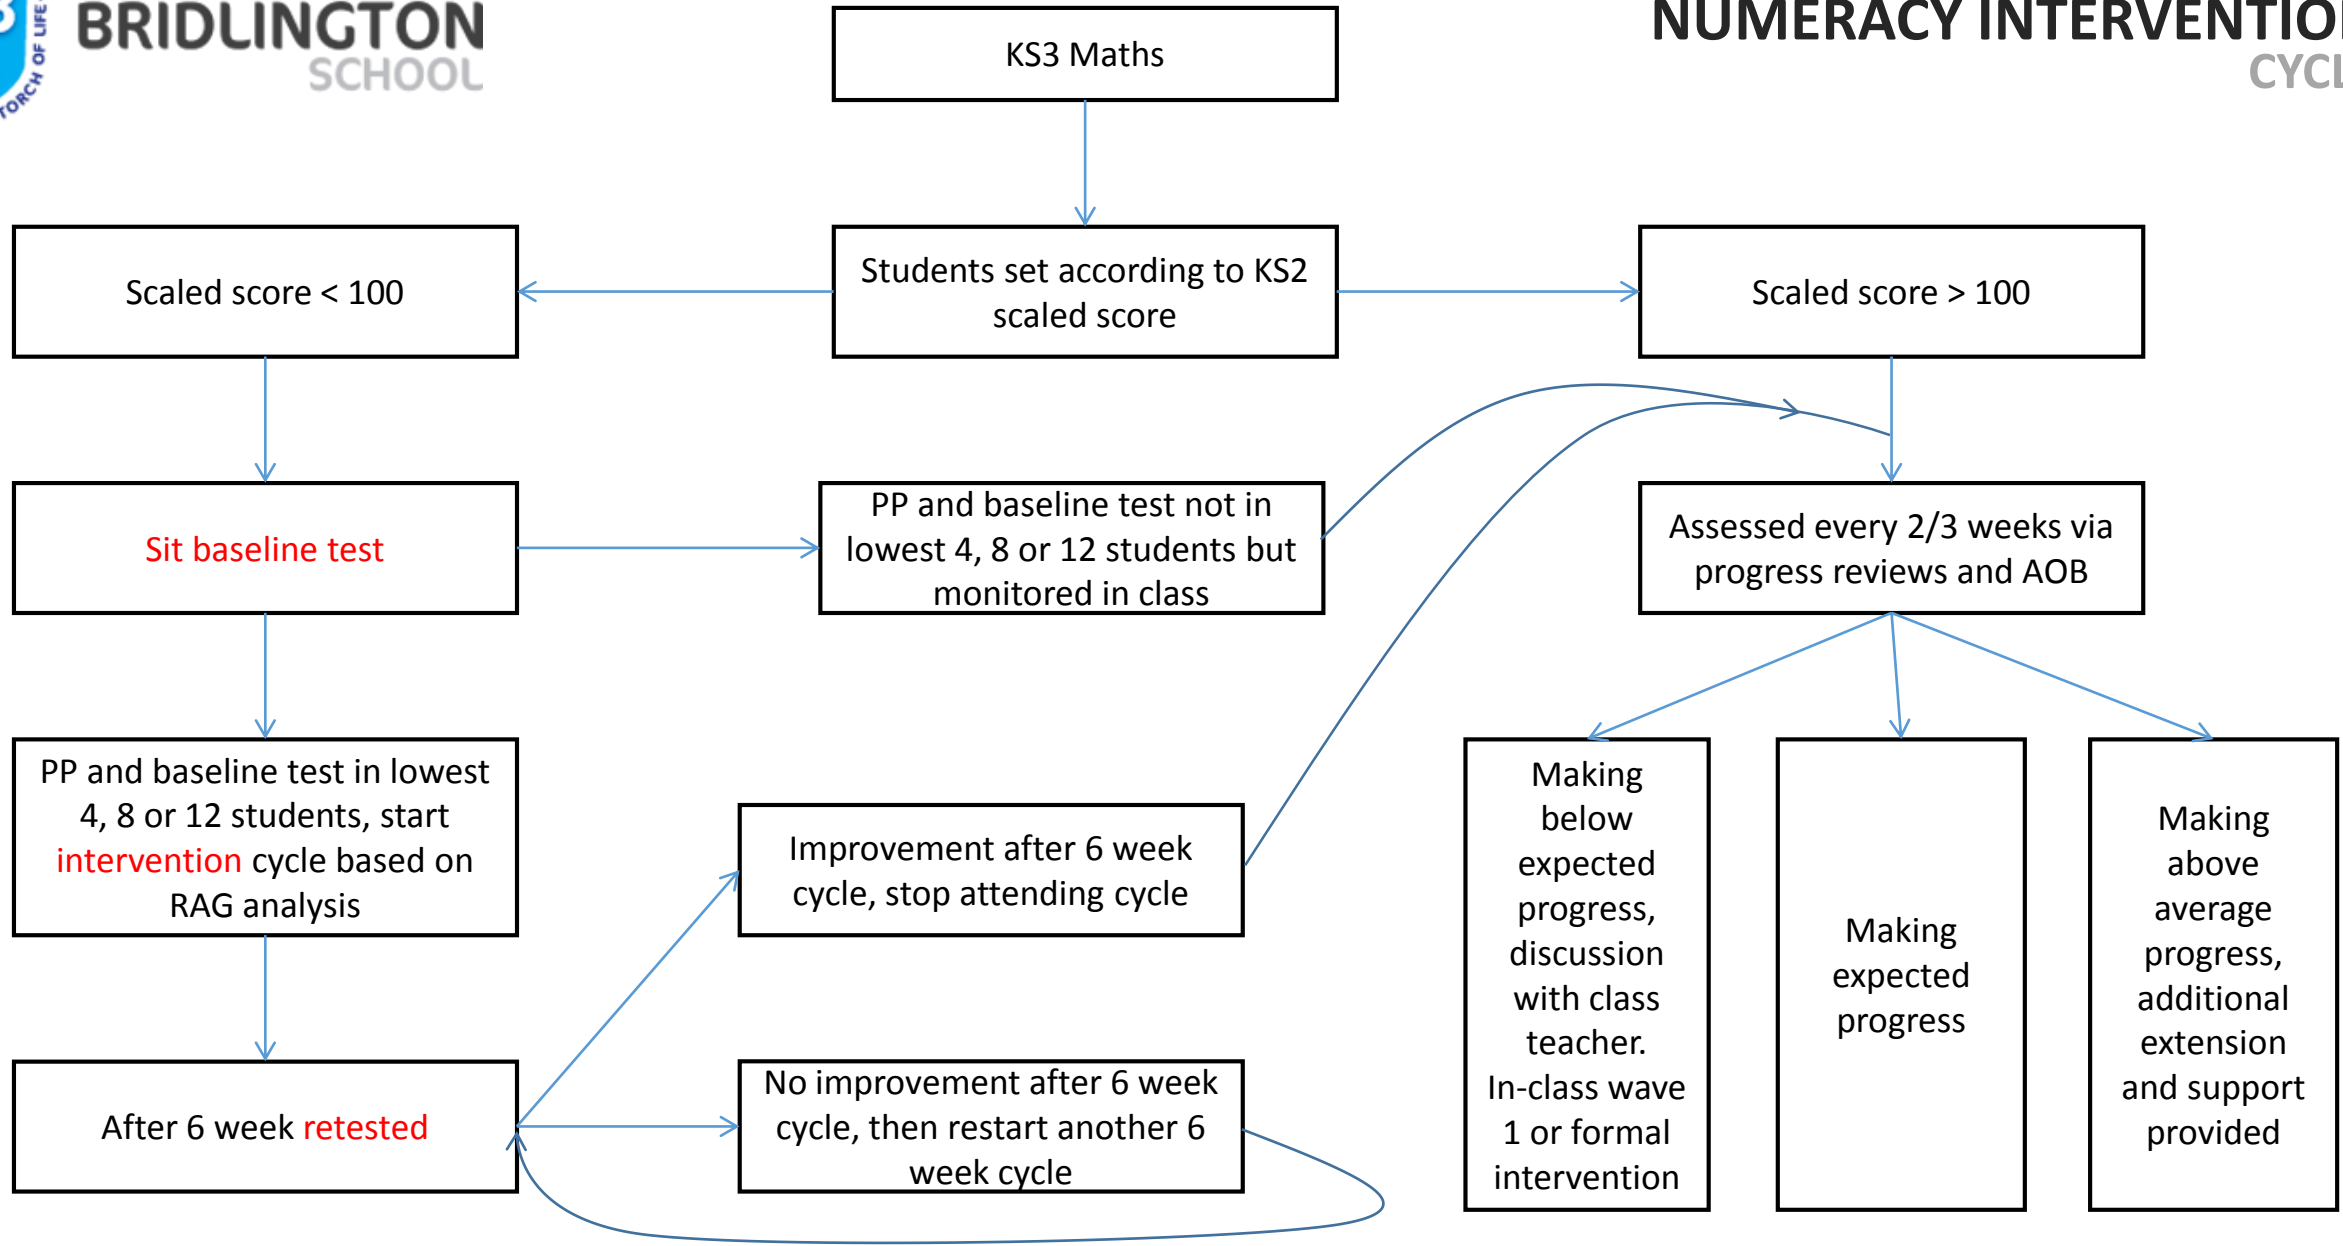 TORCH OF LIFE
BRIDLINGTON
SCHOOL
NUMERACY INTERVENTION
CYCL
KS3 Maths
Scaled score < 100
Students set according to KS2
scaled score
Scaled score > 100
Sit baseline test
PP and baseline test not in
lowest 4, 8 or 12 students but
monitored in class
Assessed every 2/3 weeks via
progress reviews and AOB
PP and baseline test in lowest
4, 8 or 12 students, start
intervention cycle based on
RAG analysis
Improvement after 6 week
cycle, stop attending cycle
After 6 week retested
No improvement after 6 week
cycle, then restart another 6
week cycle
Making
below
expected
progress,
discussion
with class
teacher.
In-class wave
1 or formal
intervention
Making
expected
progress
Making
above
average
progress,
additional
extension
and support
provided